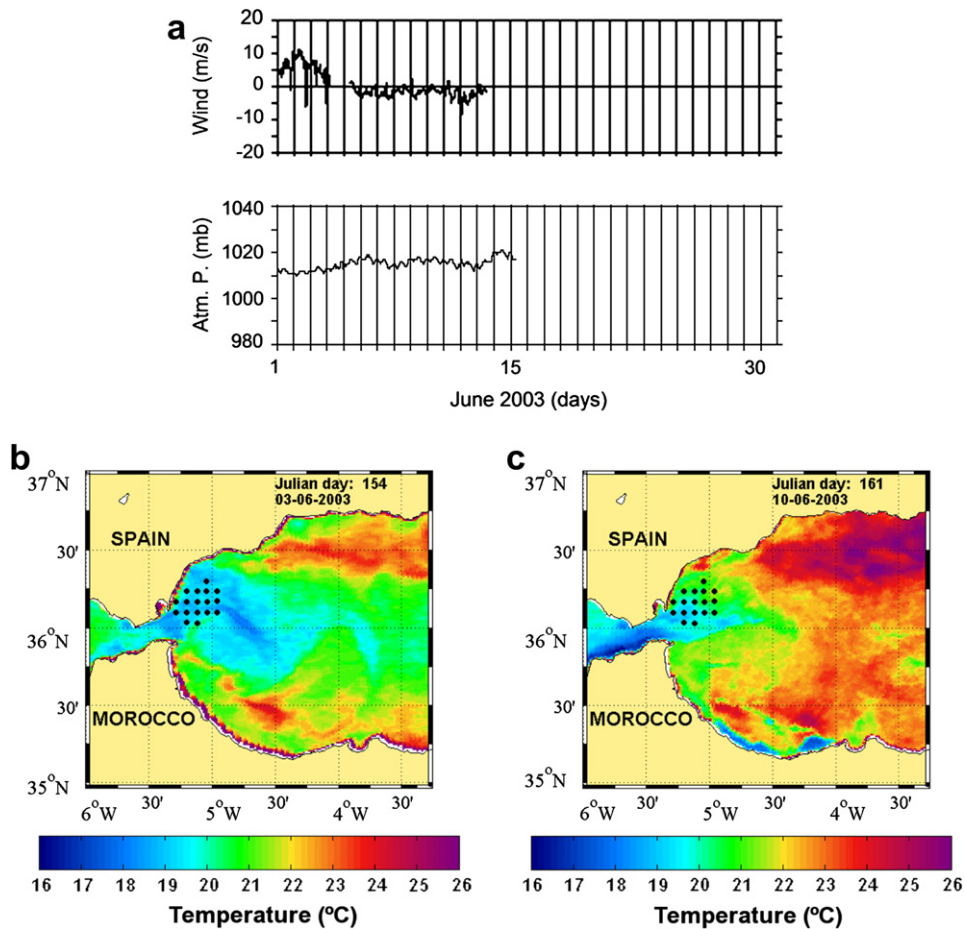 a
20
10
0
-10
-20
Wind (m/s)
1040
1020
1000
980
Atm. P. (mb)
1 15 30
June 2003 (days)
b
37°N
30'
36°N
30'
35°N
Julian day: 154
03-06-2003
SPAIN
MOROCCO
6°W 30' 5°W 30' 4°W 30'
16 17 18 19 20 21 22 23 24 25 26
Temperature (ºC)
c
37°N
30'
36°N
30'
35°N
Julian day: 161
10-06-2003
SPAIN
MOROCCO
6°W 30' 5°W 30' 4°W 30'
16 17 18 19 20 21 22 23 24 25 26
Temperature (ºC)